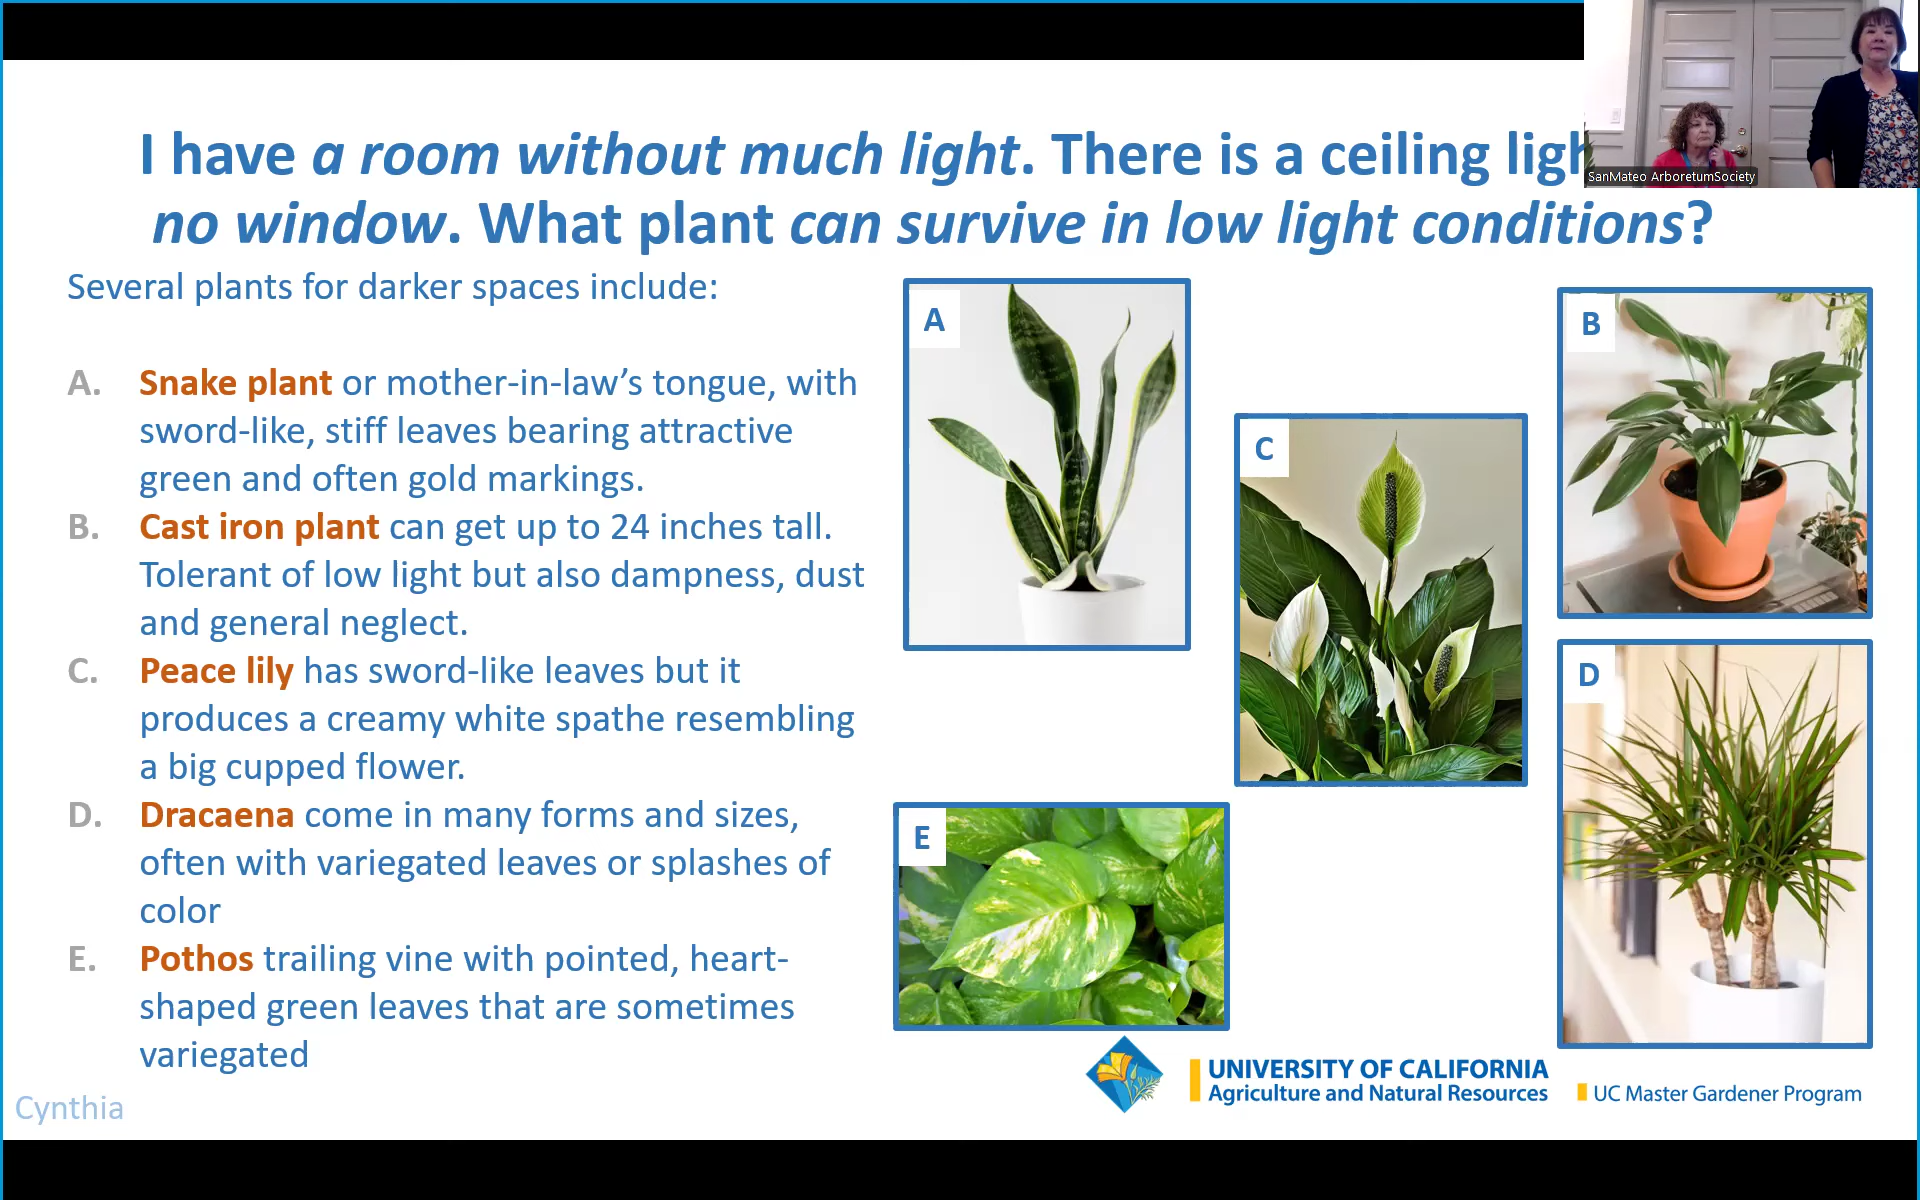 I have a room without much light. There is a ceiling
no window. What plant can survive in low light conditions?
SanMateo ArboretumSociety
Several plants for darker spaces include:
A. Snake plant or mother-in-law’s tongue, with
sword-like, stiff leaves bearing attractive
green and often gold markings.
B. Cast iron plant can get up to 24 inches tall.
Tolerant of low light but also dampness, dust
and general neglect.
C. Peace lily has sword-like leaves but it
produces a creamy white spathe resembling
a big cupped flower.
D. Dracaena come in many forms and sizes,
often with variegated leaves or splashes of
color
E. Pothos trailing vine with pointed, heart-
shaped green leaves that are sometimes
variegated
A
B
C
D
E
Cynthia
UNIVERSITY OF CALIFORNIA
Agriculture and Natural Resources
UC Master Gardener Program